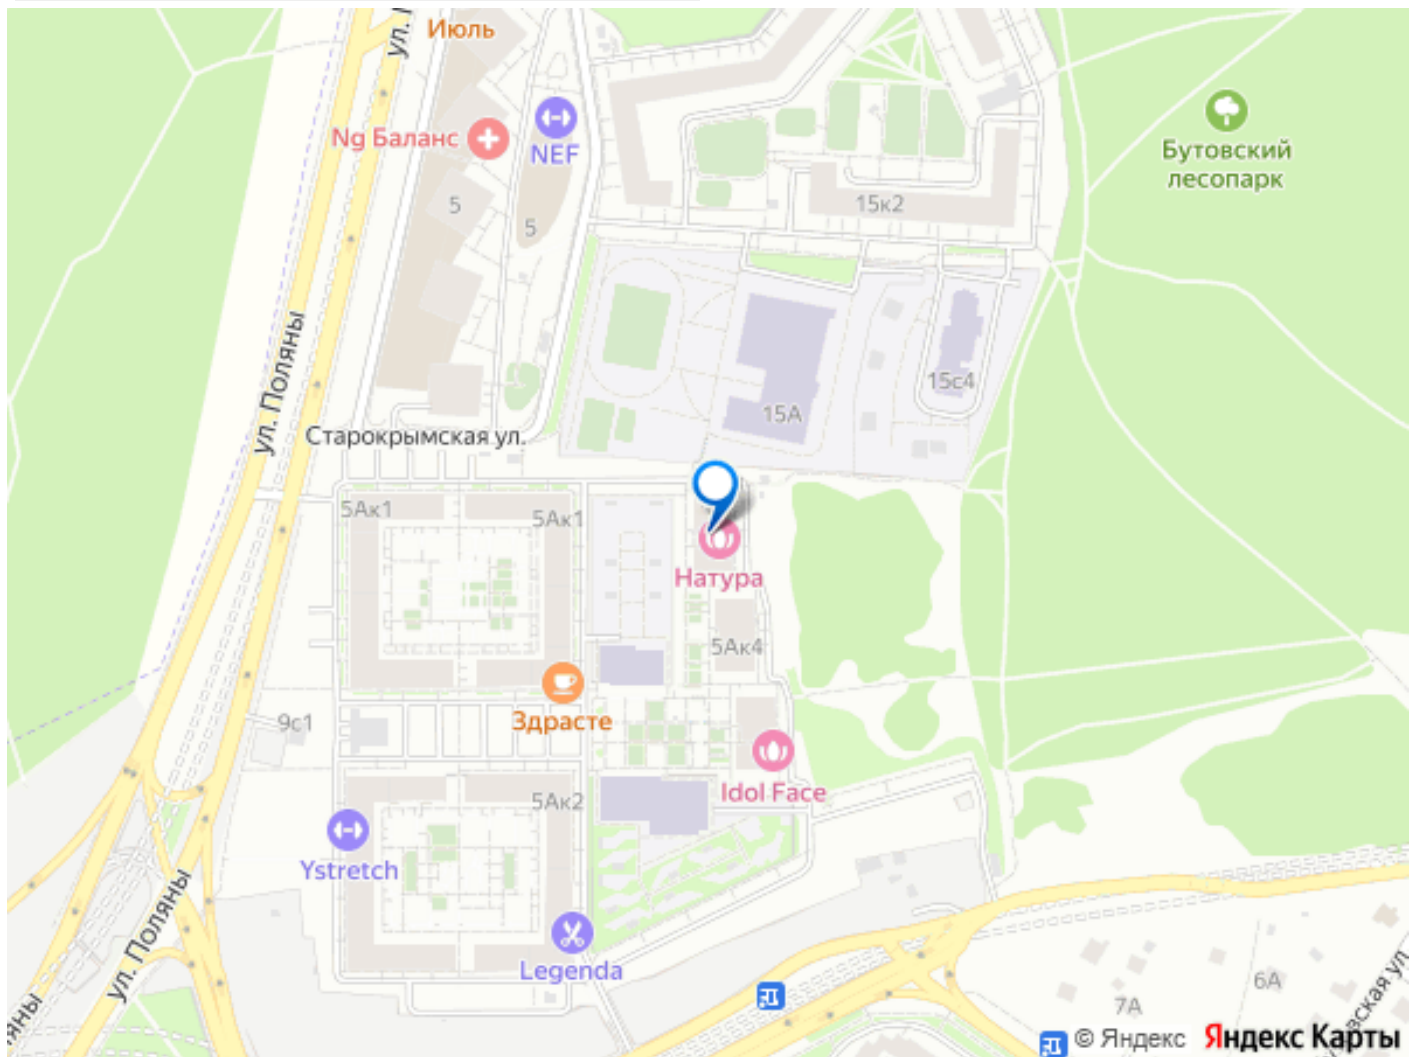 Июль
ул.
Ng Баланс
NEF
Бутовский
лесопарк
5
5
15к2
ул. Поляны
15с4
15А
Старокрымская ул.
5Ак1
5Ак1
Натура
5Ак4
Здрасте
9с1
Idol Face
5Ак2
Ystretch
ул. Поляны
Legenda
6А
7А
© Яндекс Яндекс Карты